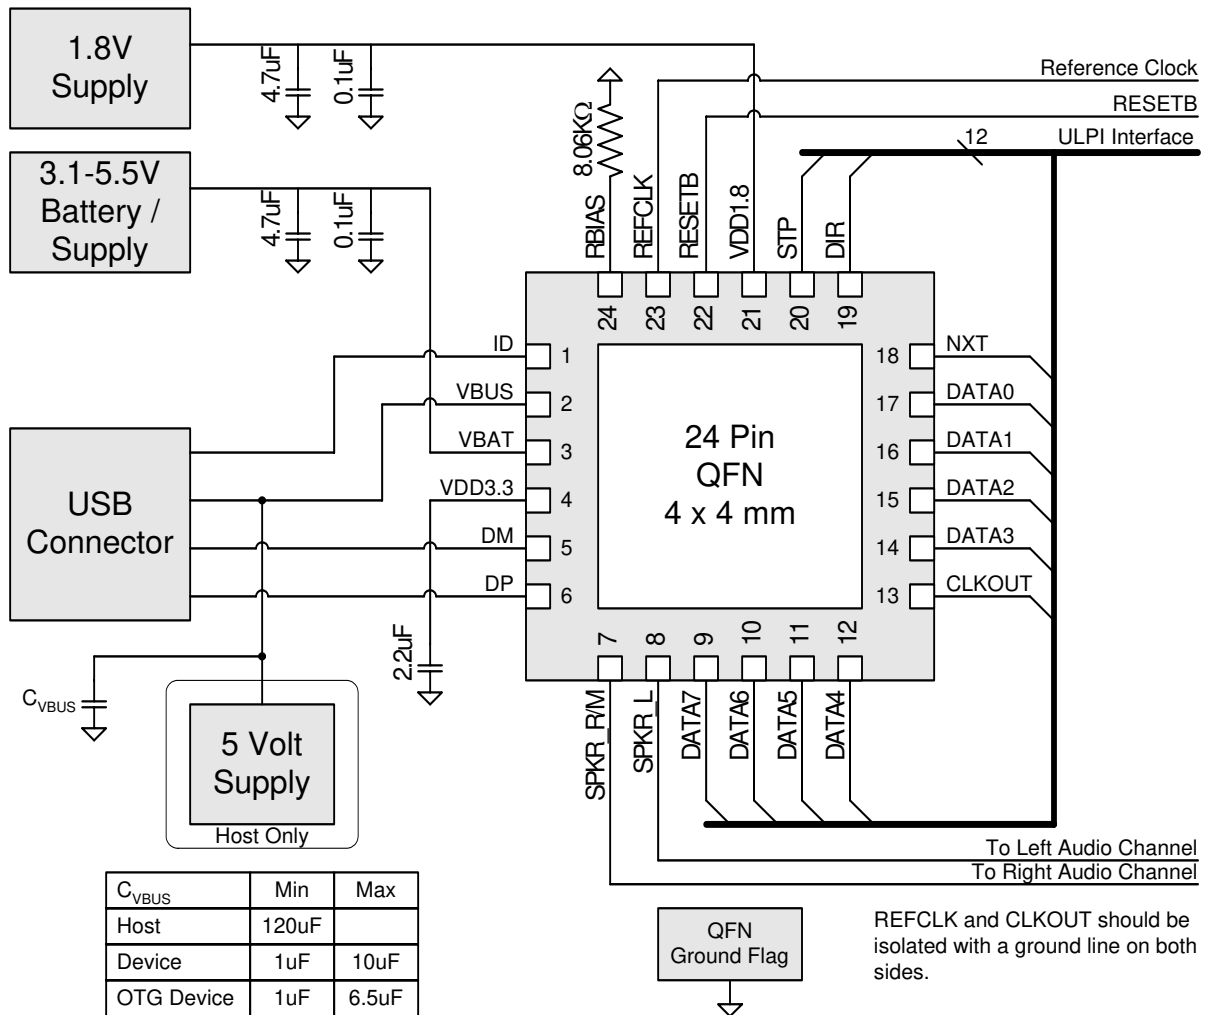 1.8V
Supply
4.7uF
0.1uF
3.1-5.5V
Battery /
Supply
4.7uF
0.1uF
8.06KΩ
Reference Clock
RESETB
12
ULPI Interface
RBIAS
REFCLK
RESETB
VDD1.8
STP
DIR
24
23
22
21
20
19
ID
1
VBUS
2
VBAT
3
VDD3.3
4
DM
5
DP
6
24 Pin
QFN
4 x 4 mm
18
NXT
17
DATA0
16
DATA1
15
DATA2
14
DATA3
13
CLKOUT
USB
Connector
7
8
9
10
11
12
SPKR_R/M
SPKR_L
DATA7
DATA6
DATA5
DATA4
2.2uF
CVBUS
5 Volt
Supply
Host Only
To Left Audio Channel
To Right Audio Channel
CVBUS Min Max
Host 120uF
Device 1uF 10uF
OTG Device 1uF 6.5uF
QFN
Ground Flag
REFCLK and CLKOUT should be
isolated with a ground line on both
sides.